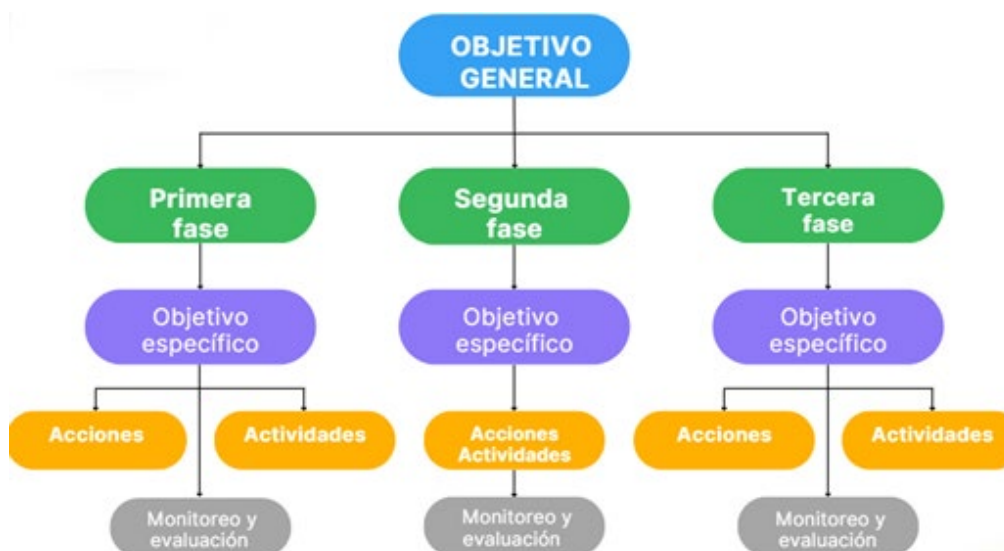 OBJETIVO
GENERAL
Primera
fase
Segunda
fase
Tercera
fase
Objetivo
específico
Objetivo
específico
Objetivo
específico
Acciones
Actividades
Acciones
Actividades
Acciones
Actividades
Monitoreo y
evaluación
Monitoreo y
evaluación
Monitoreo y
evaluación